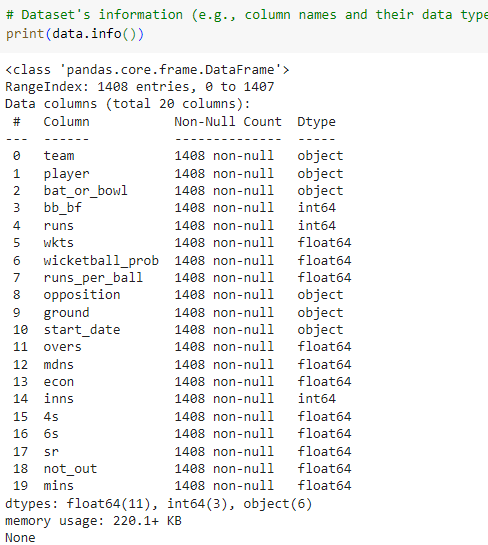 # Dataset's information (e.g., column names and their data type
print(data.info())
<class 'pandas.core.frame.DataFrame'>
RangeIndex: 1408 entries, 0 to 1407
Data columns (total 20 columns):
 #   Column           Non-Null Count  Dtype
---  ------           --------------  -----
 0   team             1408 non-null   object
 1   player           1408 non-null   object
 2   bat_or_bowl      1408 non-null   object
 3   bb_bf            1408 non-null   int64
 4   runs             1408 non-null   int64
 5   wkts             1408 non-null   float64
 6   wicketball_prob  1408 non-null   float64
 7   runs_per_ball    1408 non-null   float64
 8   opposition       1408 non-null   object
 9   ground           1408 non-null   object
 10  start_date       1408 non-null   object
 11  overs            1408 non-null   float64
 12  mdns             1408 non-null   float64
 13  econ             1408 non-null   float64
 14  inns             1408 non-null   int64
 15  4s               1408 non-null   float64
 16  6s               1408 non-null   float64
 17  sr               1408 non-null   float64
 18  not_out          1408 non-null   float64
 19  mins             1408 non-null   float64
dtypes: float64(11), int64(3), object(6)
memory usage: 220.1+ KB
None